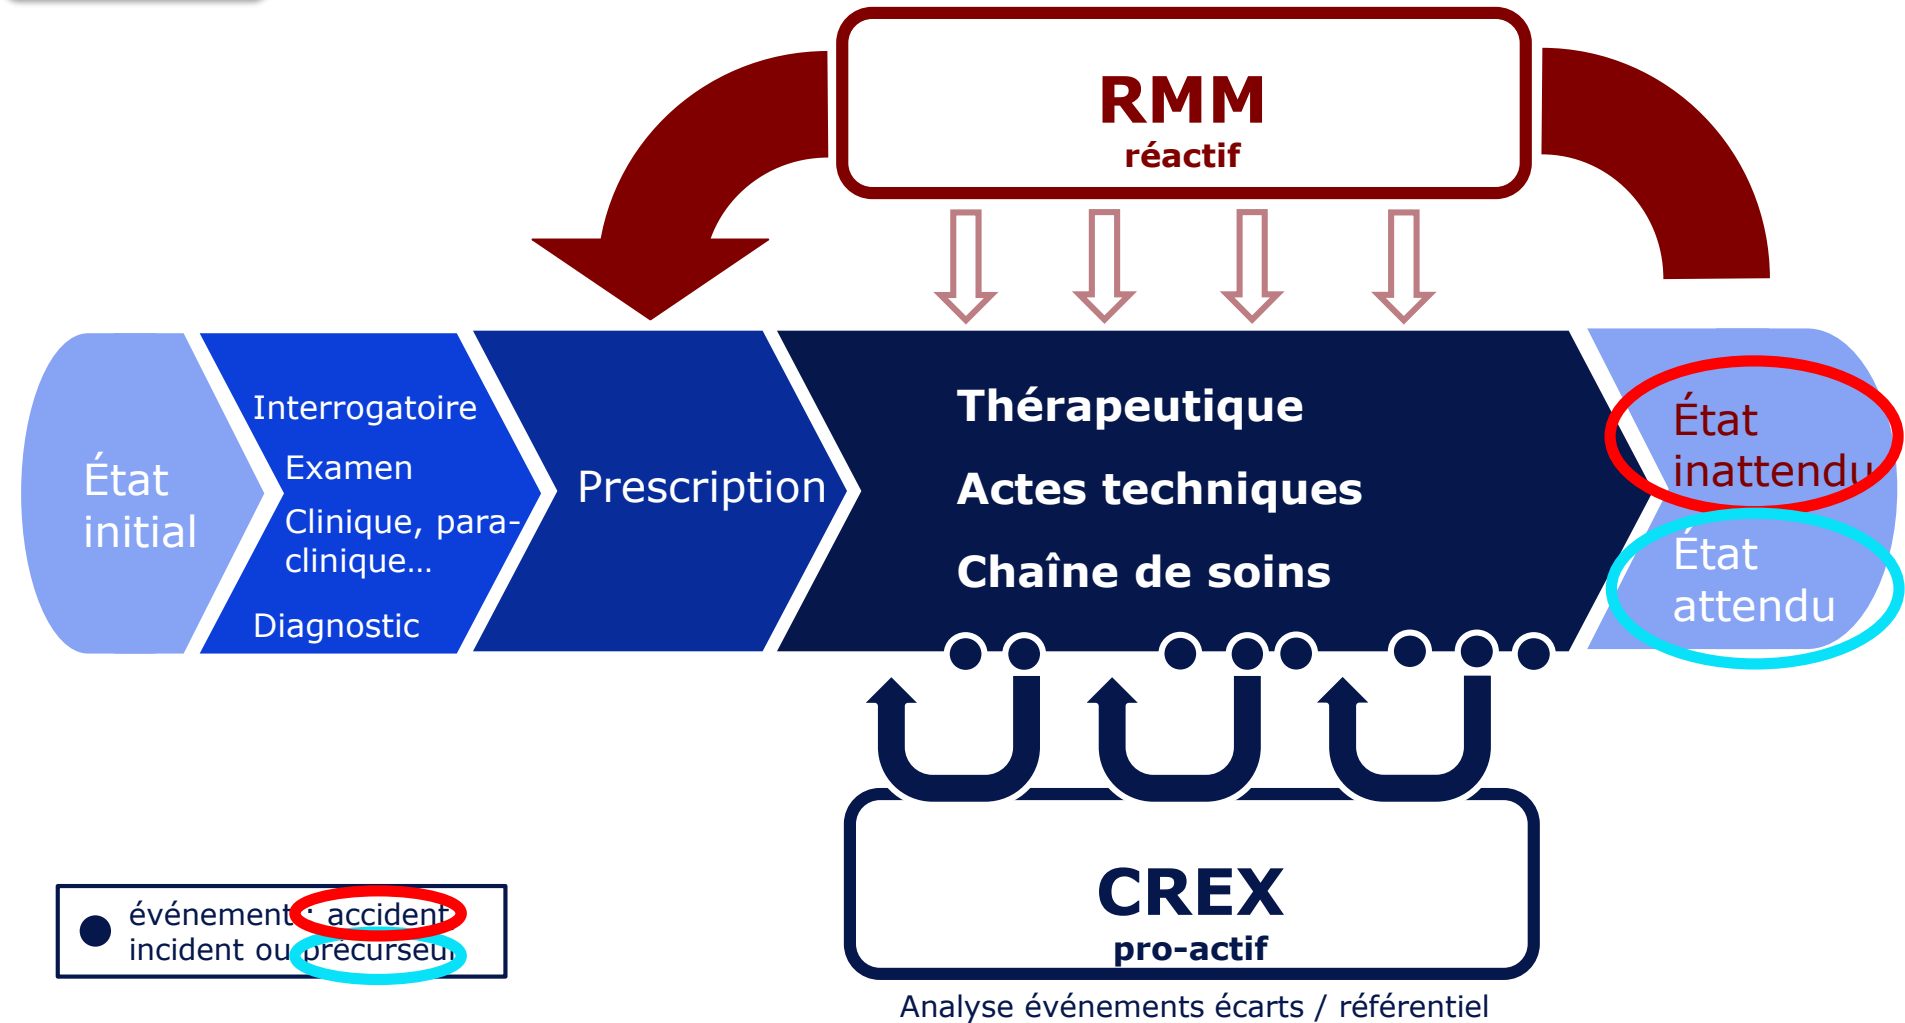 RMM
réactif
État
initial
Interrogatoire
Examen
Clinique, para-
clinique...
Diagnostic
Prescription
Thérapeutique
Actes techniques
Chaîne de soins
État
inattendu
État
attendu
événement : accident,
incident ou précurseur
CREX
pro-actif
Analyse événements écarts / référentiel